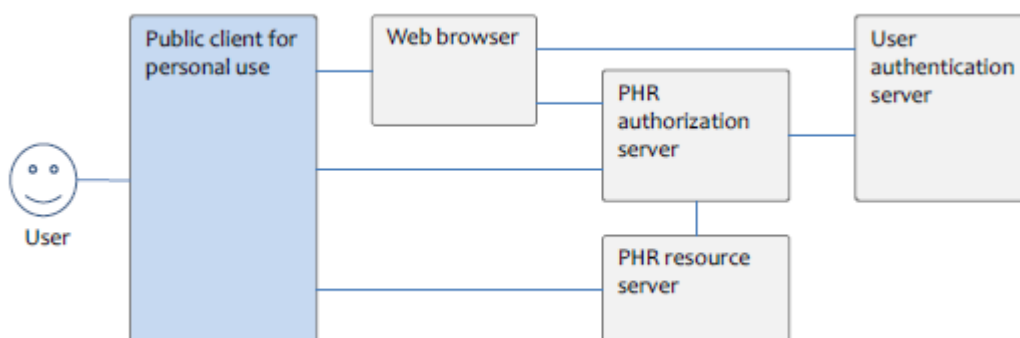 Public client for
personal use
Web browser
User
authentication
server
PHR
authorization
server
User
PHR resource
server